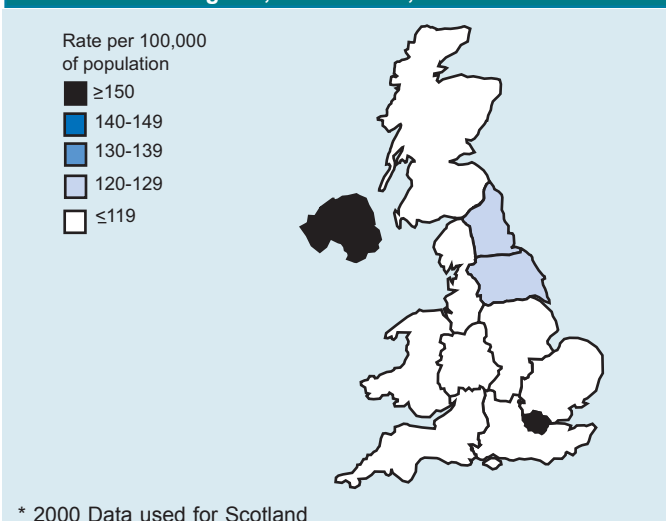 Rate per 100,000
of population
≥150
140-149
130-139
120-129
≤119
* 2000 Data used for Scotland